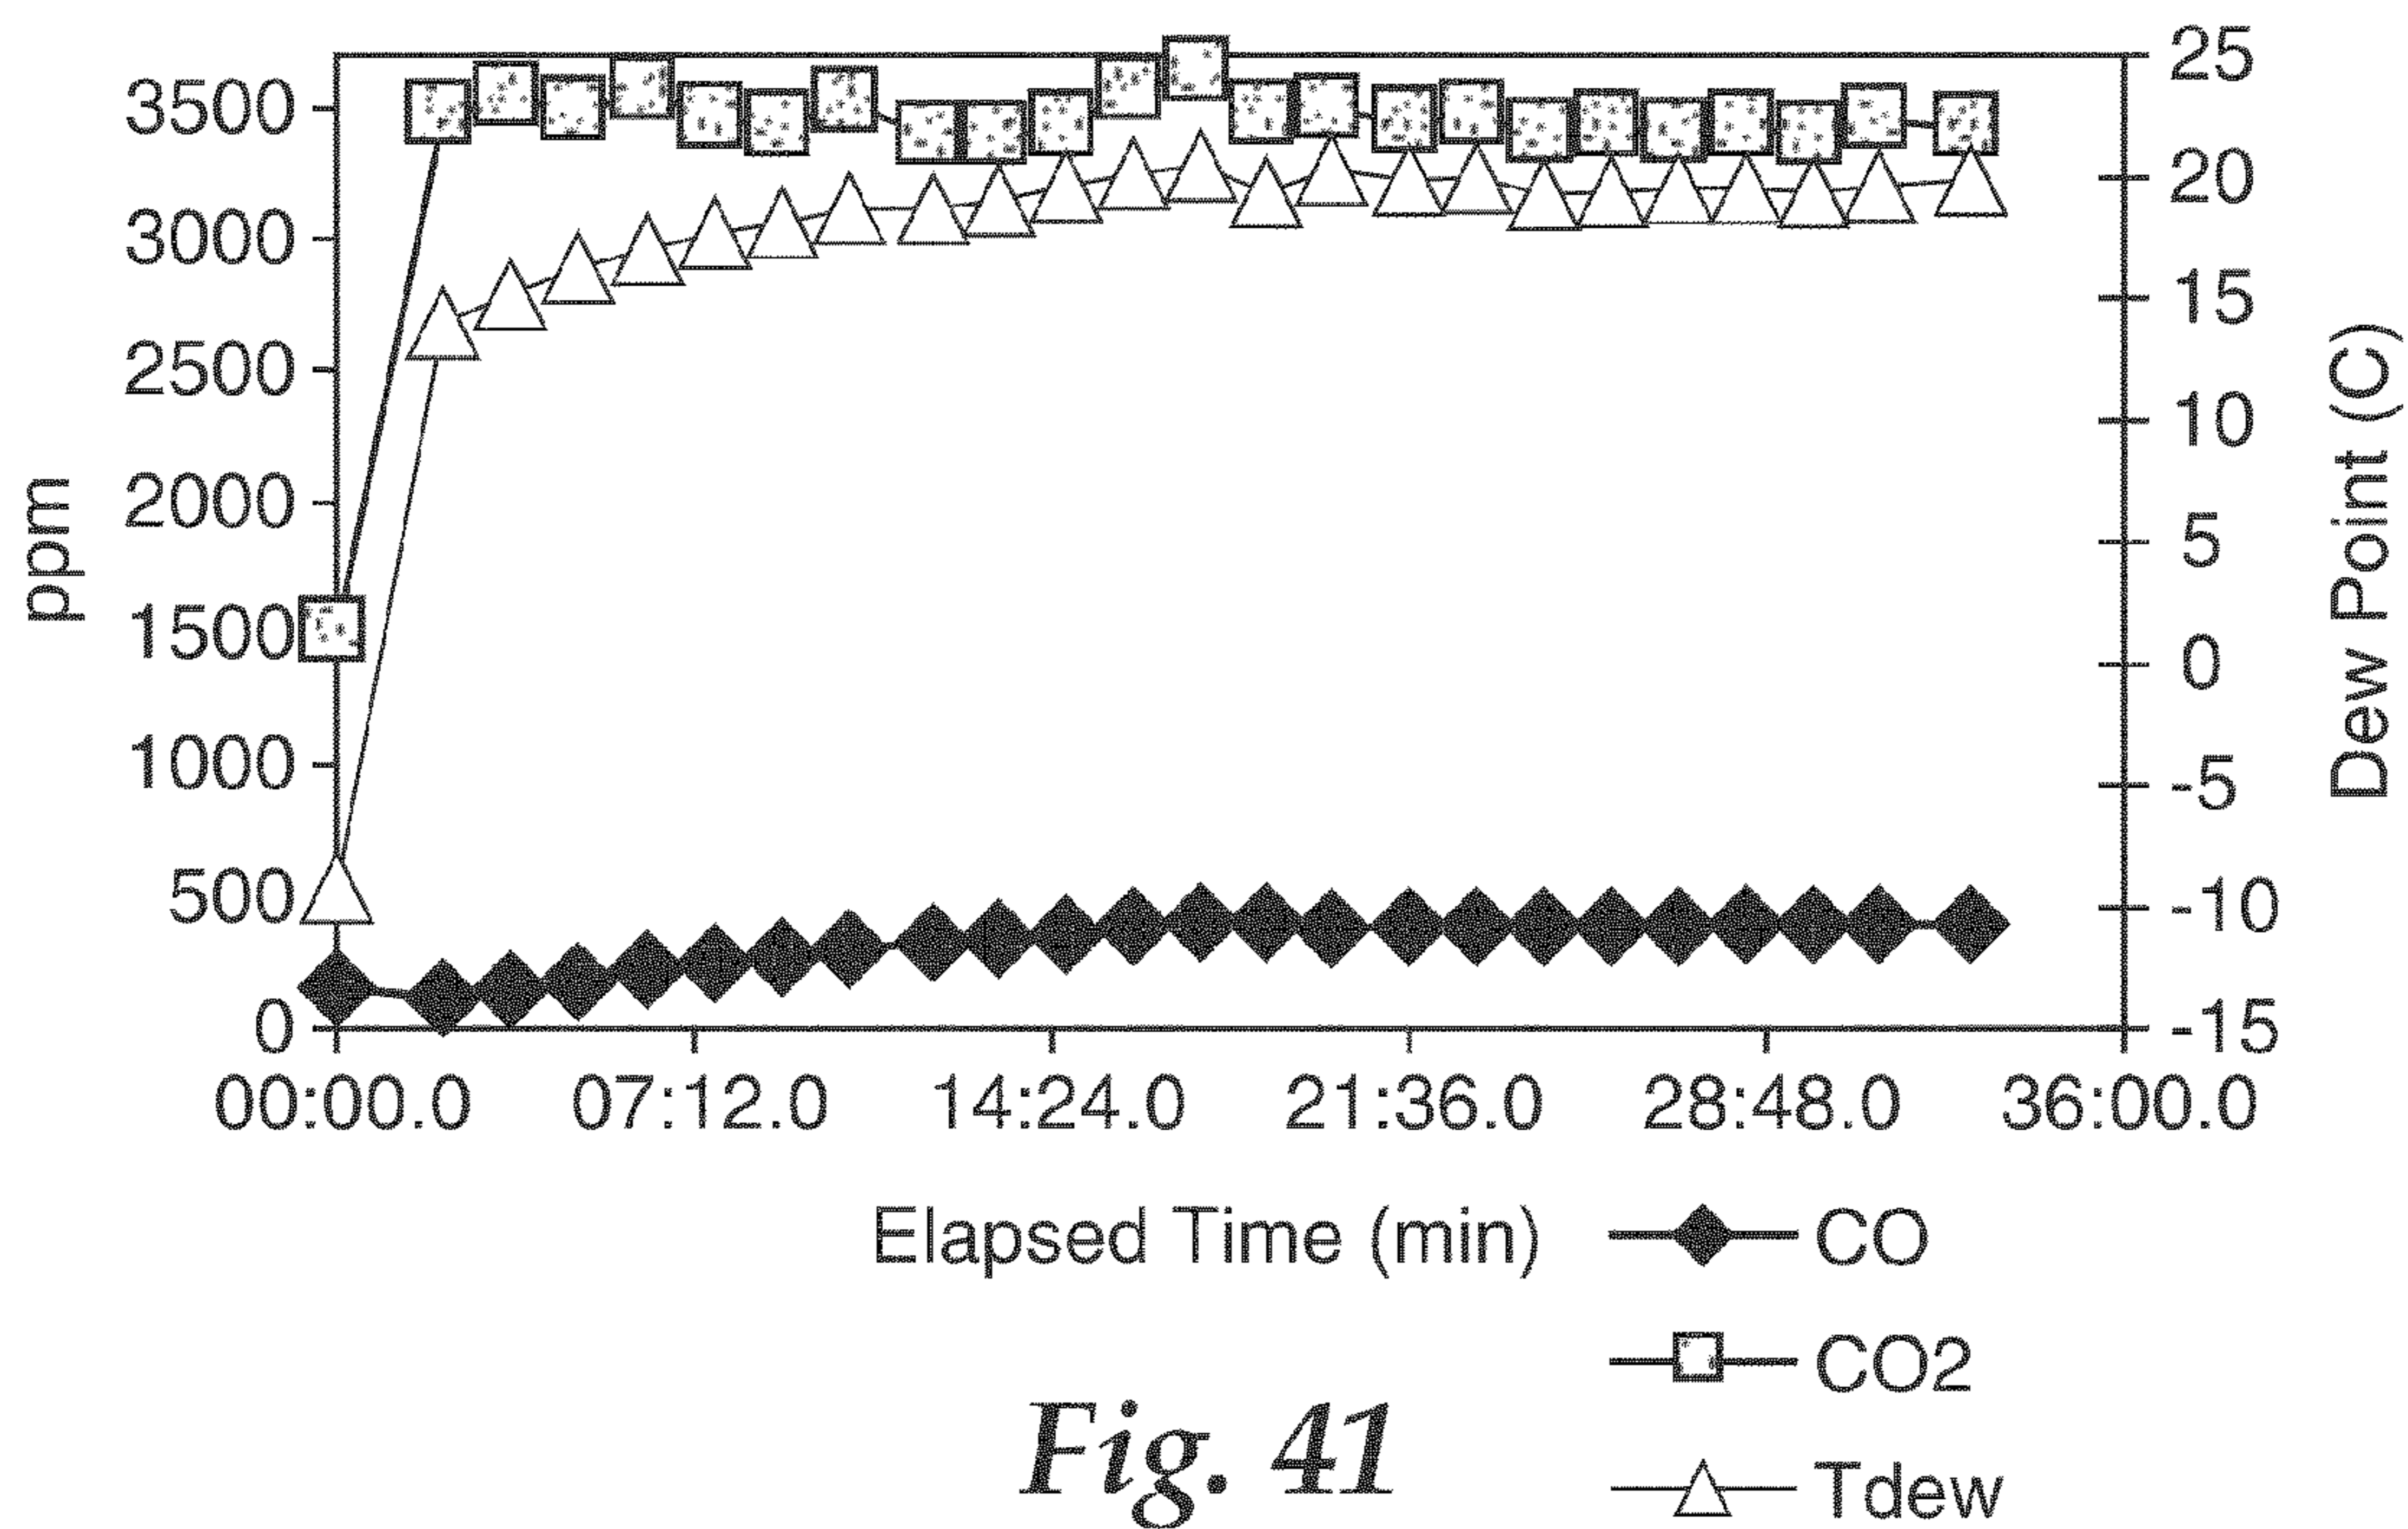 3500
3000
2500
2000
1500
1000
500
0
ppm
25
20
15
10
5
0
-5
-10
-15
Dew Point (C)
00:00.0 07:12.0 14:24.0 21:36.0 28:48.0 36:00.0
Elapsed Time (min)
CO
CO2
Tdew
Fig. 41